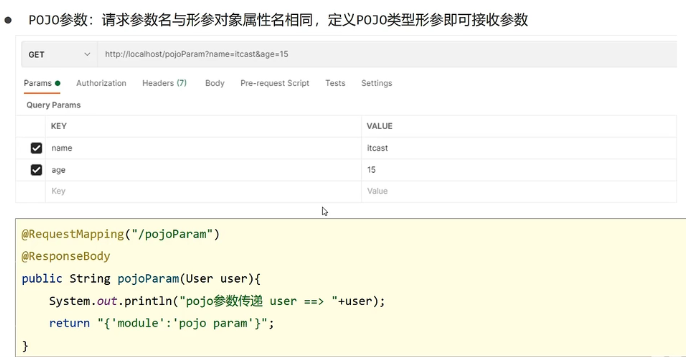 ● POJO参数：请求参数名与形参对象属性名相同，定义POJO类型形参即可接收参数
GET http://localhost/pojoParam?name=itcast&age=15
Params Authorization Headers (7) Body Pre-request Script Tests Settings
Query Params
KEY VALUE
name itcast
age 15
Key Value
@RequestMapping("/pojoParam")
@ResponseBody
public String pojoParam(User user){
    System.out.println("pojo参数传递 user ==> "+user);
    return "{'module':'pojo param'}";
}